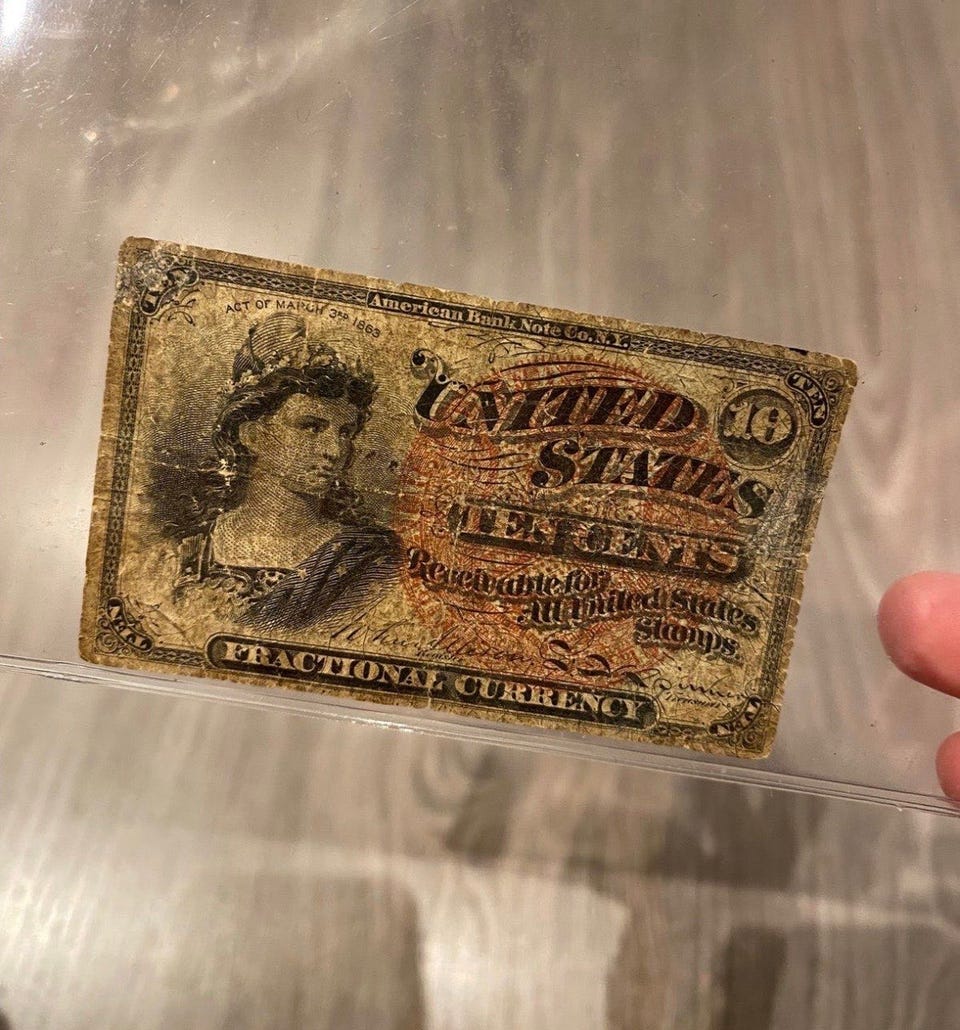 TEN
ACT OF MARCH 3RD 1863
American Bank Note Co. N.Y.
TEN
UNITED
10
STATES
TEN CENTS
Receivable for
All United States
Stamps.
FRACTIONAL CURRENCY